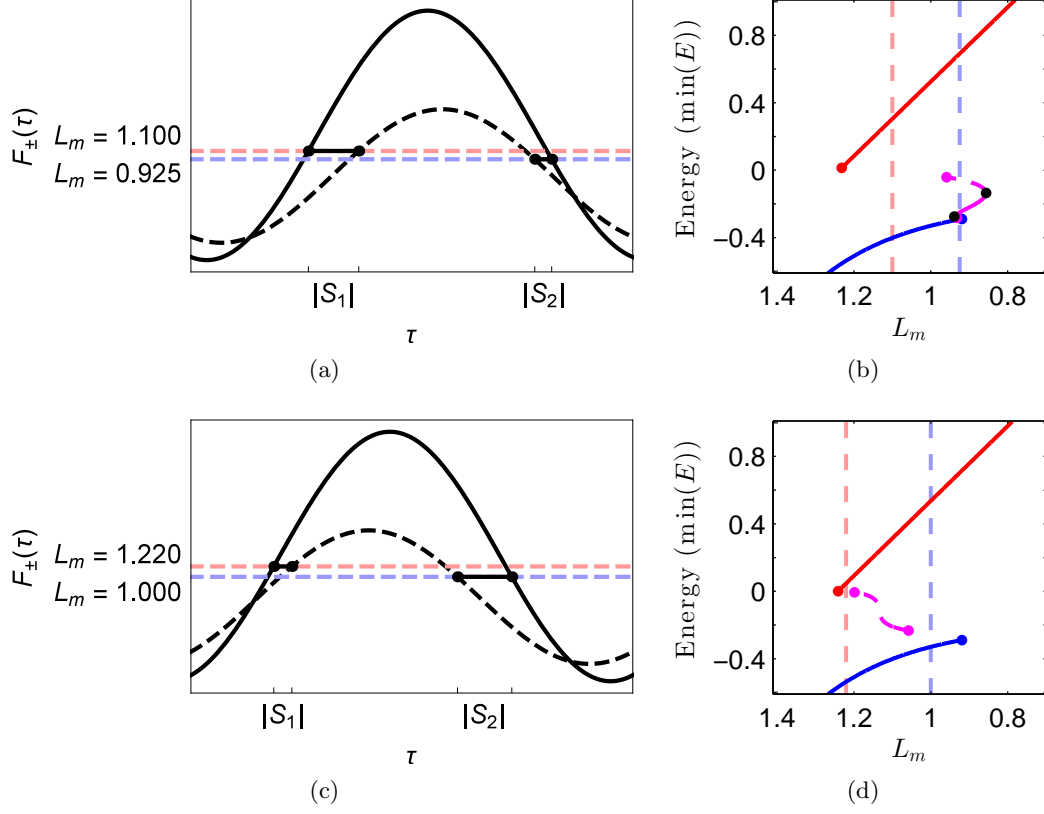 F±(τ)
Lm = 1.100
Lm = 0.925
|S1|
|S2|
τ
(a)
Energy (min(E))
0.8
0.4
0
−0.4
1.4
1.2
1
0.8
Lm
(b)
F±(τ)
Lm = 1.220
Lm = 1.000
|S1|
|S2|
τ
(c)
Energy (min(E))
0.8
0.4
0
−0.4
1.4
1.2
1
0.8
Lm
(d)